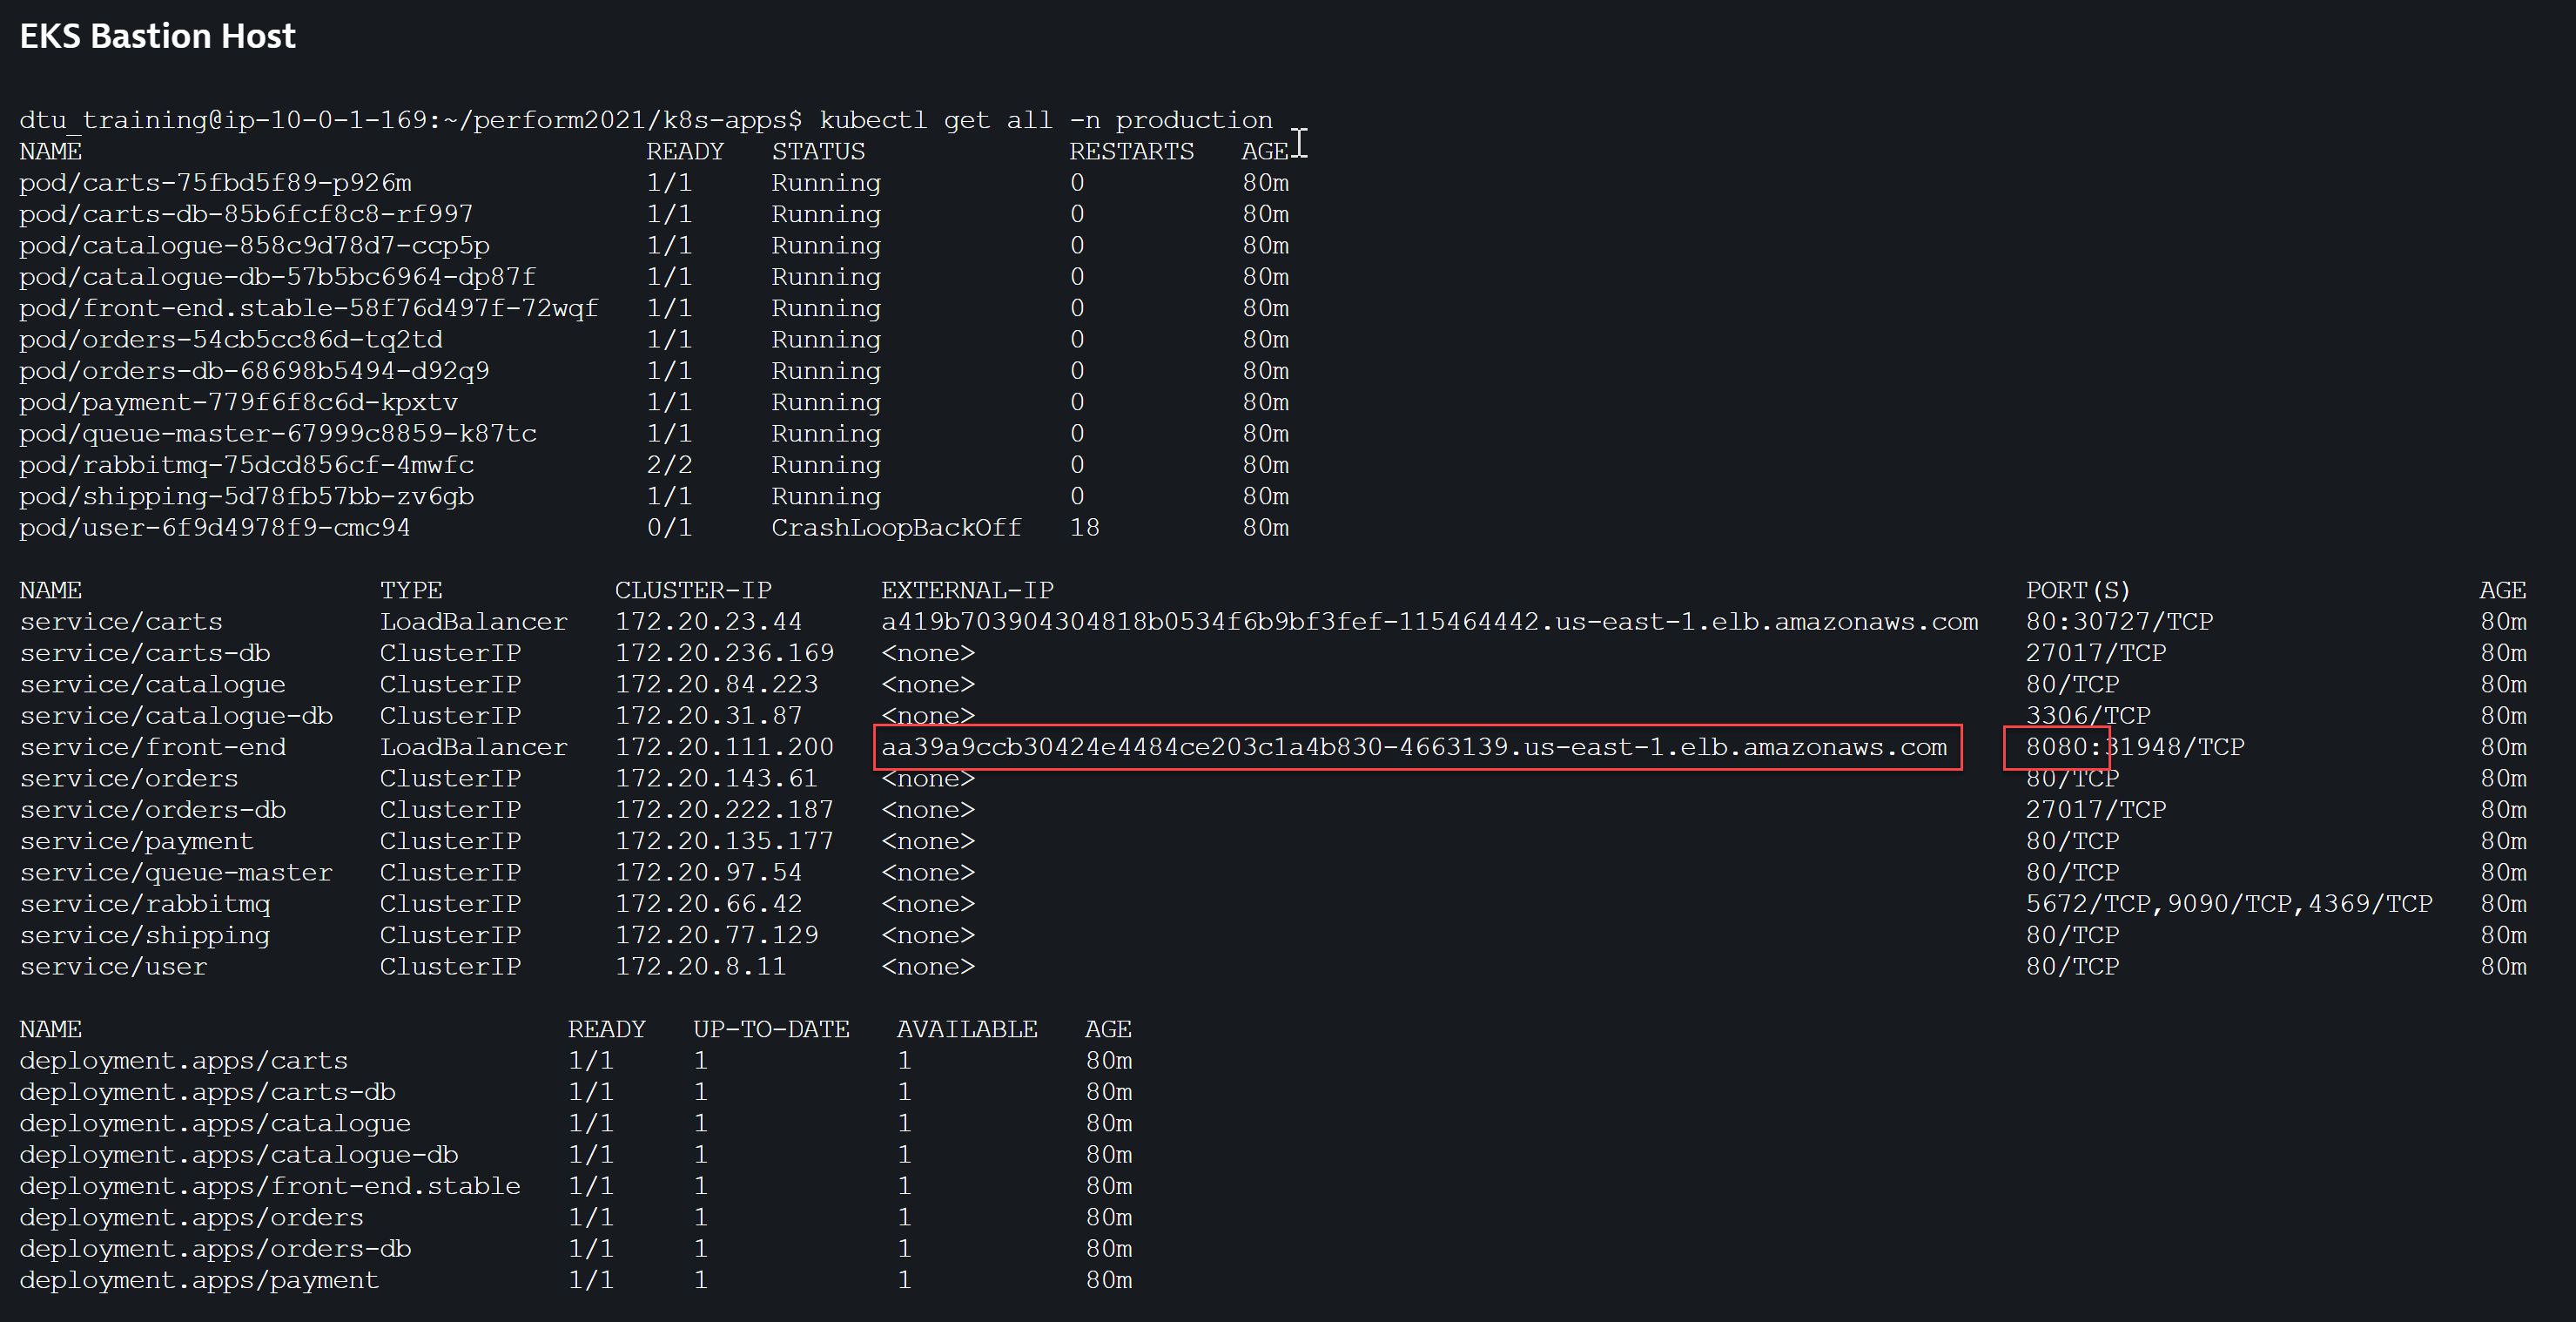 EKS Bastion Host
dtu_training@ip-10-0-1-169:~/perform2021/k8s-apps$ kubectl get all -n production
NAME READY STATUS RESTARTS AGE
pod/carts-75fbd5f89-p926m 1/1 Running 0 80m
pod/carts-db-85b6fcf8c8-rf997 1/1 Running 0 80m
pod/catalogue-858c9d78d7-ccp5p 1/1 Running 0 80m
pod/catalogue-db-57b5bc6964-dp87f 1/1 Running 0 80m
pod/front-end.stable-58f76d497f-72wqf 1/1 Running 0 80m
pod/orders-54cb5cc86d-tq2td 1/1 Running 0 80m
pod/orders-db-68698b5494-d92q9 1/1 Running 0 80m
pod/payment-779f6f8c6d-kpxtv 1/1 Running 0 80m
pod/queue-master-67999c8859-k87tc 1/1 Running 0 80m
pod/rabbitmq-75dcd856cf-4mwfc 2/2 Running 0 80m
pod/shipping-5d78fb57bb-zv6gb 1/1 Running 0 80m
pod/user-6f9d4978f9-cmc94 0/1 CrashLoopBackOff 18 80m
NAME TYPE CLUSTER-IP EXTERNAL-IP PORT(S) AGE
service/carts LoadBalancer 172.20.23.44 a419b703904304818b0534f6b9bf3fef-115464442.us-east-1.elb.amazonaws.com 80:30727/TCP 80m
service/carts-db ClusterIP 172.20.236.169 <none> 27017/TCP 80m
service/catalogue ClusterIP 172.20.84.223 <none> 80/TCP 80m
service/catalogue-db ClusterIP 172.20.31.87 <none> 3306/TCP 80m
service/front-end LoadBalancer 172.20.111.200 aa39a9ccb30424e4484ce203c1a4b830-4663139.us-east-1.elb.amazonaws.com 8080:31948/TCP 80m
service/orders ClusterIP 172.20.143.61 <none> 80/TCP 80m
service/orders-db ClusterIP 172.20.222.187 <none> 27017/TCP 80m
service/payment ClusterIP 172.20.135.177 <none> 80/TCP 80m
service/queue-master ClusterIP 172.20.97.54 <none> 80/TCP 80m
service/rabbitmq ClusterIP 172.20.66.42 <none> 5672/TCP,9090/TCP,4369/TCP 80m
service/shipping ClusterIP 172.20.77.129 <none> 80/TCP 80m
service/user ClusterIP 172.20.8.11 <none> 80/TCP 80m
NAME READY UP-TO-DATE AVAILABLE AGE
deployment.apps/carts 1/1 1 1 80m
deployment.apps/carts-db 1/1 1 1 80m
deployment.apps/catalogue 1/1 1 1 80m
deployment.apps/catalogue-db 1/1 1 1 80m
deployment.apps/front-end.stable 1/1 1 1 80m
deployment.apps/orders 1/1 1 1 80m
deployment.apps/orders-db 1/1 1 1 80m
deployment.apps/payment 1/1 1 1 80m